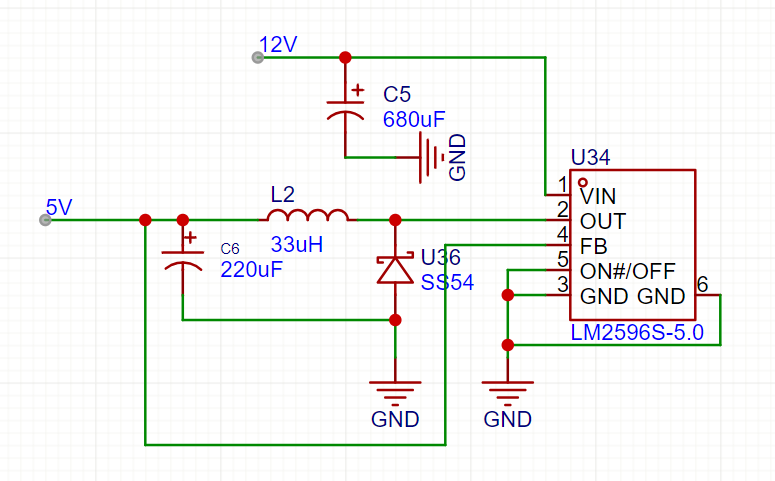 12V
C5
680uF
GND
U34
1
VIN
5V
L2
2
OUT
4
FB
C6
220uF
33uH
U36
SS54
5
ON#/OFF
3
GND GND
6
LM2596S-5.0
GND
GND